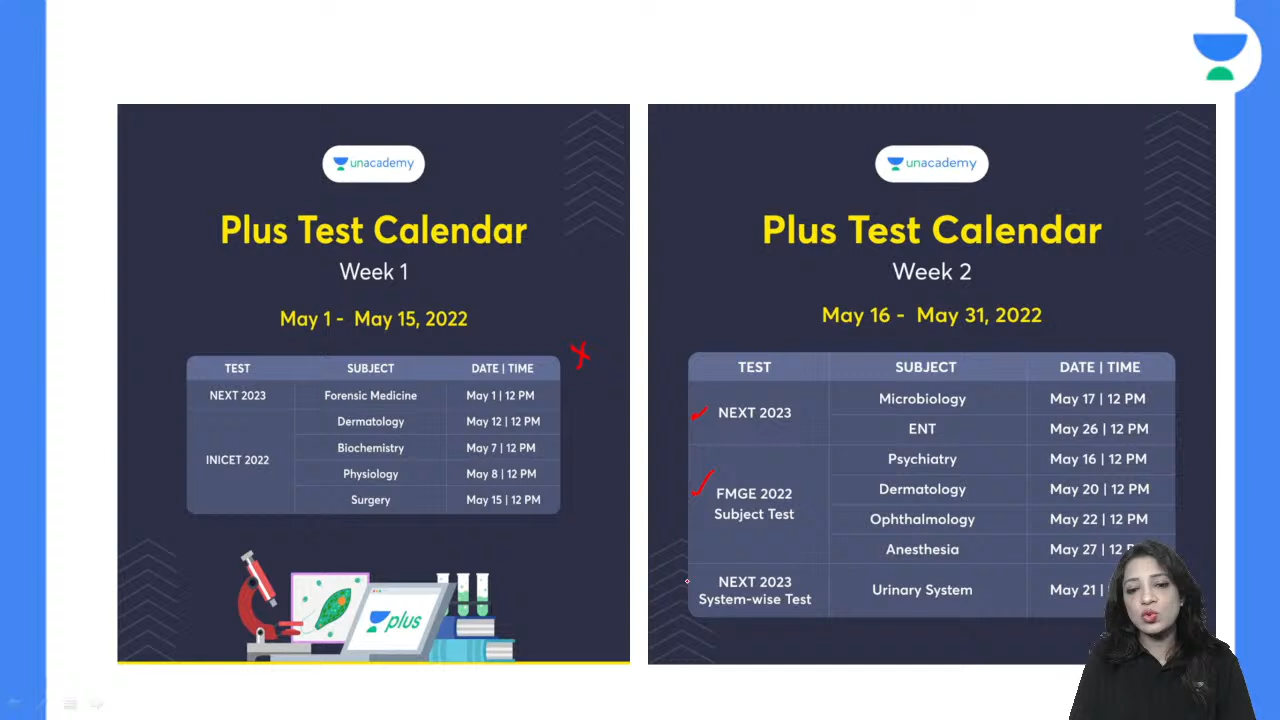 unacademy
Plus Test Calendar
Week 1
May 1 - May 15, 2022
TEST SUBJECT DATE | TIME
NEXT 2023 Forensic Medicine May 1 | 12 PM
INICET 2022 Dermatology May 12 | 12 PM
Biochemistry May 7 | 12 PM
Physiology May 8 | 12 PM
Surgery May 15 | 12 PM
plus
unacademy
Plus Test Calendar
Week 2
May 16 - May 31, 2022
TEST SUBJECT DATE | TIME
NEXT 2023 Microbiology May 17 | 12 PM
ENT May 26 | 12 PM
FMGE 2022
Subject Test
Psychiatry May 16 | 12 PM
Dermatology May 20 | 12 PM
Ophthalmology May 22 | 12 PM
Anesthesia May 27 | 12
NEXT 2023
System-wise Test
Urinary System May 21 |